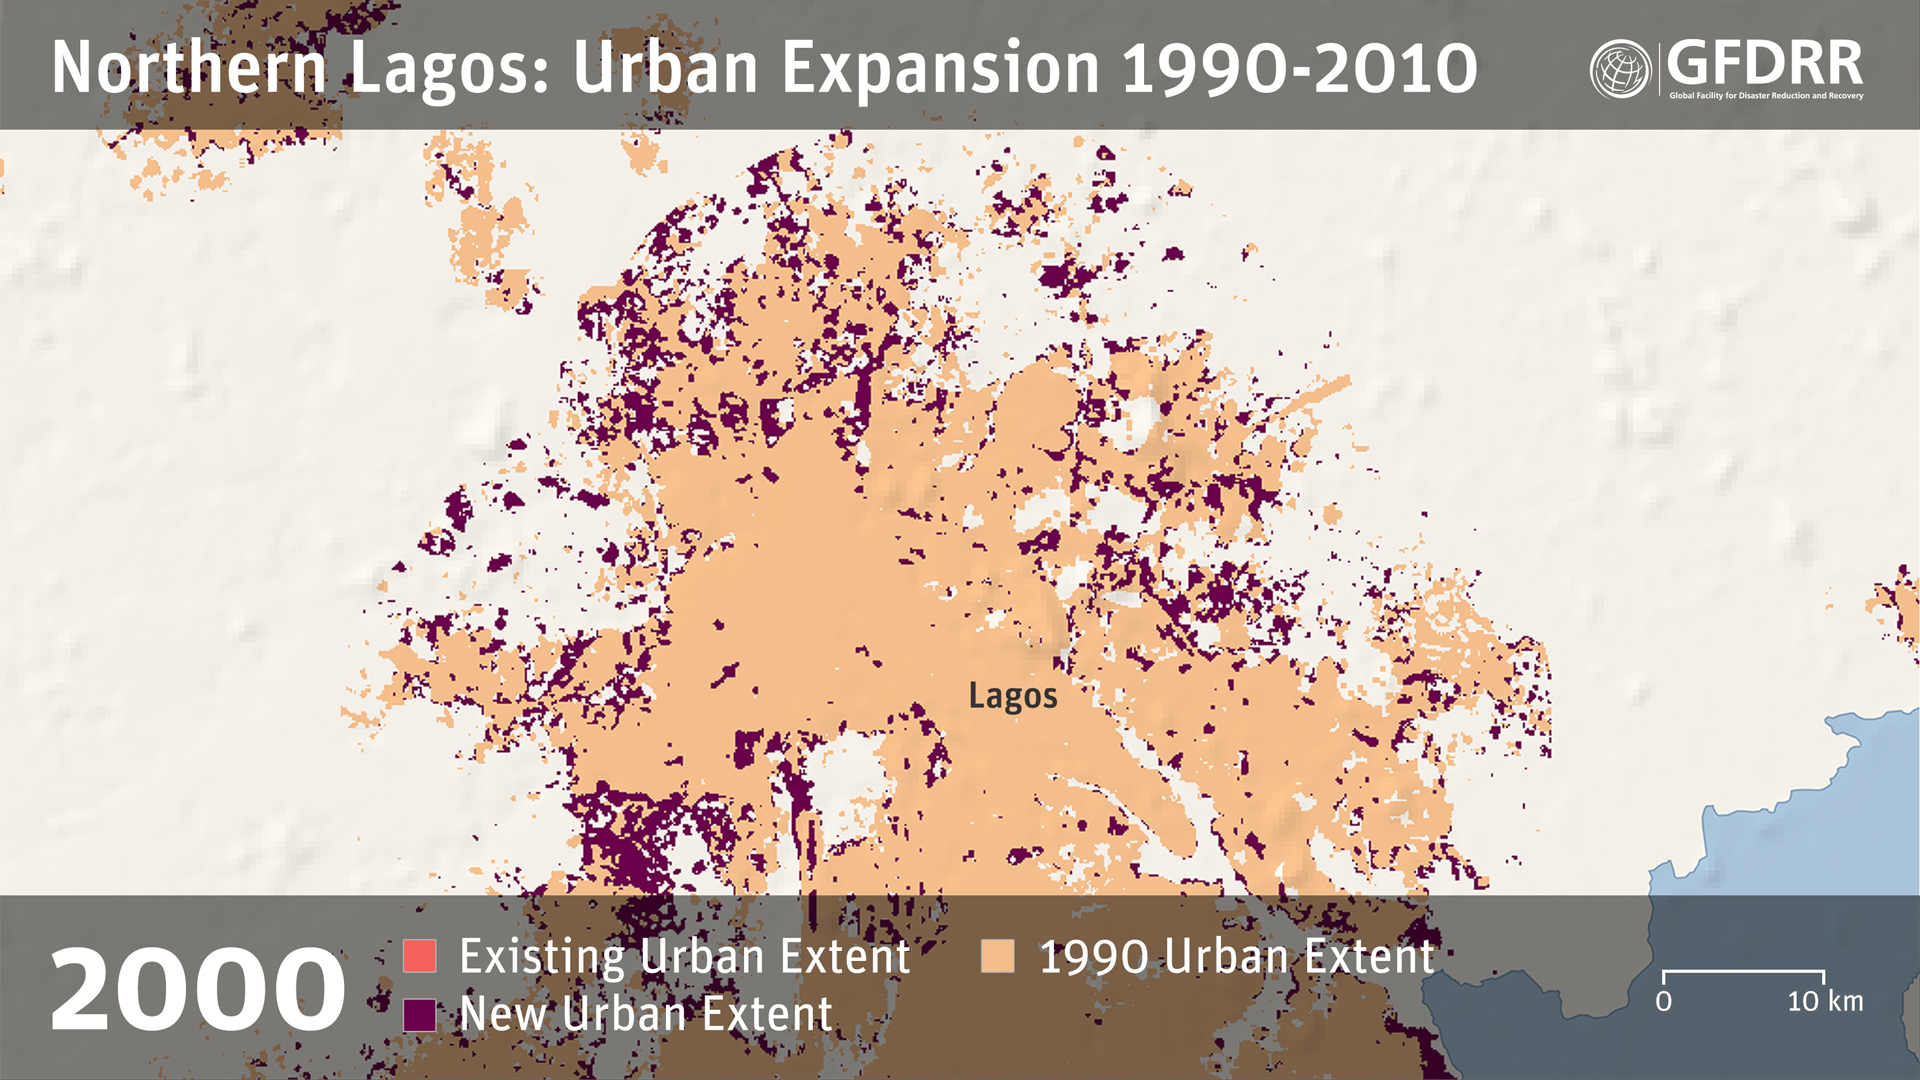 Northern Lagos: Urban Expansion 1990-2010
GFDRR
Global Facility for Disaster Reduction and Recovery
Lagos
2000
Existing Urban Extent
1990 Urban Extent
New Urban Extent
0 10 km